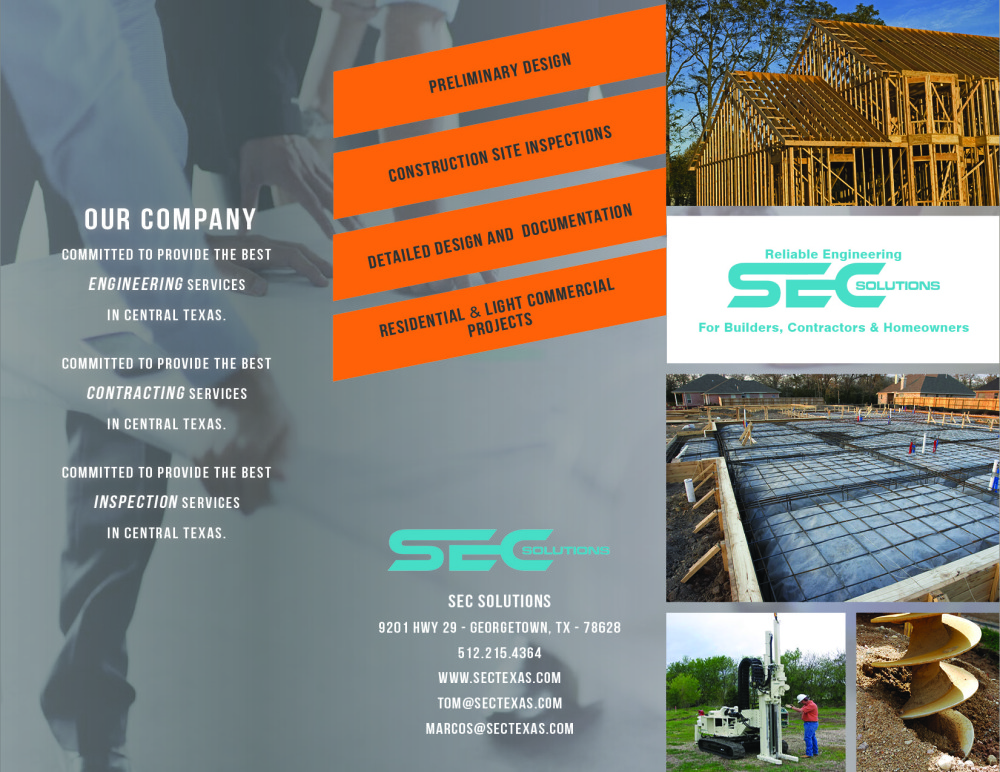 OUR COMPANY
COMMITTED TO PROVIDE THE BEST
ENGINEERING SERVICES
IN CENTRAL TEXAS.
COMMITTED TO PROVIDE THE BEST
CONTRACTING SERVICES
IN CENTRAL TEXAS.
COMMITTED TO PROVIDE THE BEST
INSPECTION SERVICES
IN CENTRAL TEXAS.
PRELIMINARY DESIGN
CONSTRUCTION SITE INSPECTIONS
DETAILED DESIGN AND DOCUMENTATION
RESIDENTIAL & LIGHT COMMERCIAL
PROJECTS
SEC SOLUTIONS
SEC SOLUTIONS
9201 HWY 29 - GEORGETOWN, TX - 78628
512.215.4364
WWW.SECTEXAS.COM
TOM@SECTEXAS.COM
MARCOS@SECTEXAS.COM
Reliable Engineering
SEC SOLUTIONS
For Builders, Contractors & Homeowners